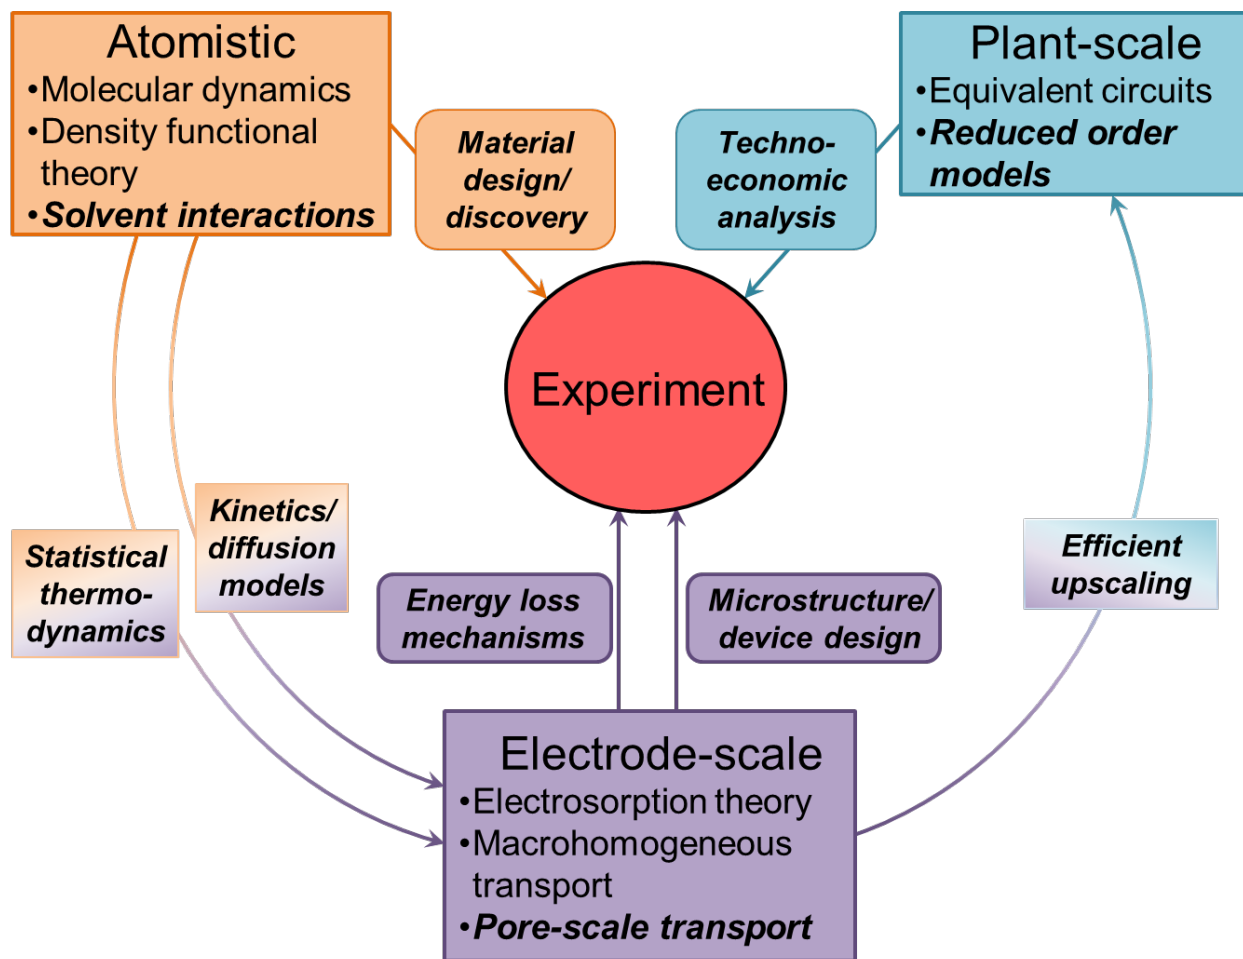 Atomistic
•Molecular dynamics
•Density functional
theory
•Solvent interactions
Material
design/
discovery
Techno-
economic
analysis
Plant-scale
•Equivalent circuits
•Reduced order
models
Experiment
Statistical
thermo-
dynamics
Kinetics/
diffusion
models
Energy loss
mechanisms
Microstructure/
device design
Efficient
upscaling
Electrode-scale
•Electrosorption theory
•Macrohomogeneous
transport
•Pore-scale transport